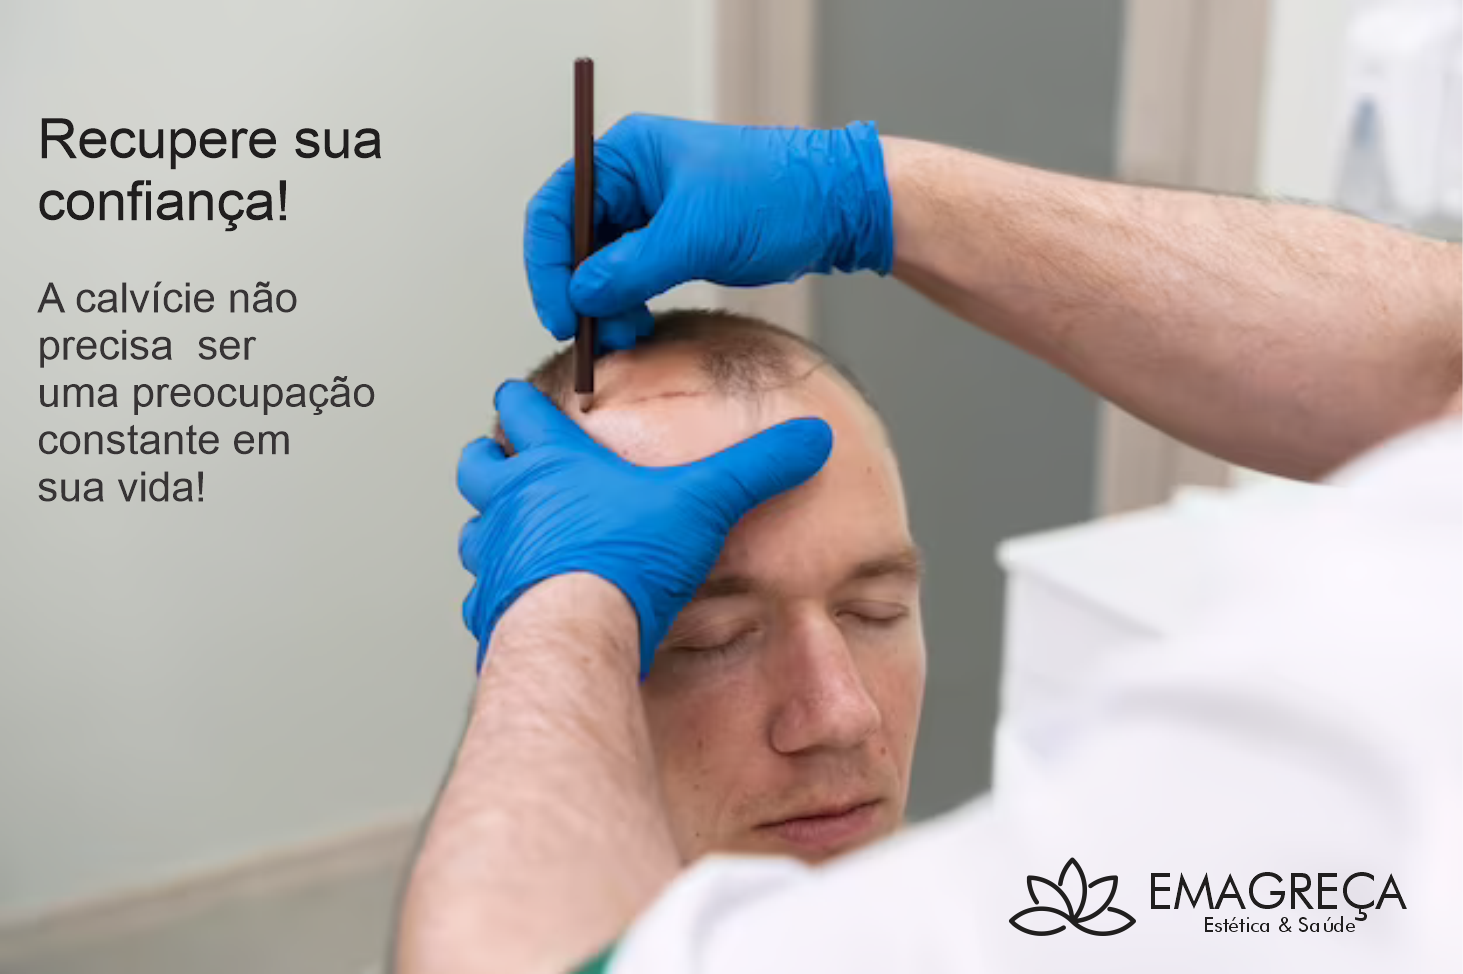 Recupere sua
confiança!
A calvície não
precisa  ser
uma preocupação
constante em
sua vida!
EMAGREÇA
Estética & Saúde